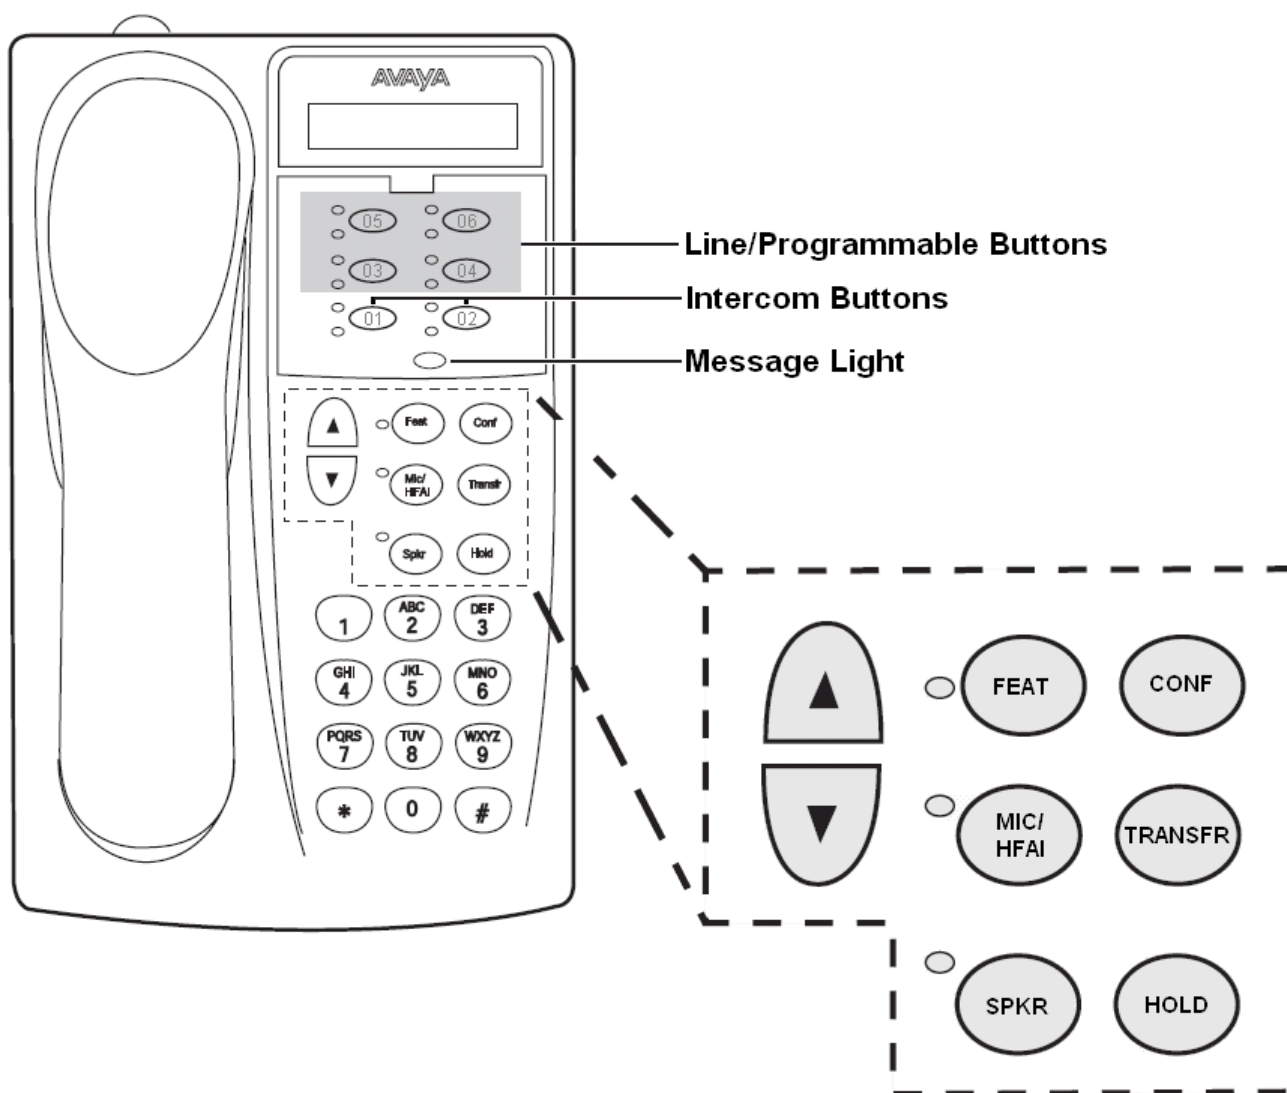 AVAYA
05 06
03 04
01 02
Line/Programmable Buttons
Intercom Buttons
Message Light
Feat Conf
Mic/
HFAI
Transfr
Spkr Hold
1 ABC 2 DEF 3
GHI 4 JKL 5 MNO 6
PQRS 7 TUV 8 WXYZ 9
* 0 #
FEAT CONF
MIC/
HFAI
TRANSFR
SPKR HOLD